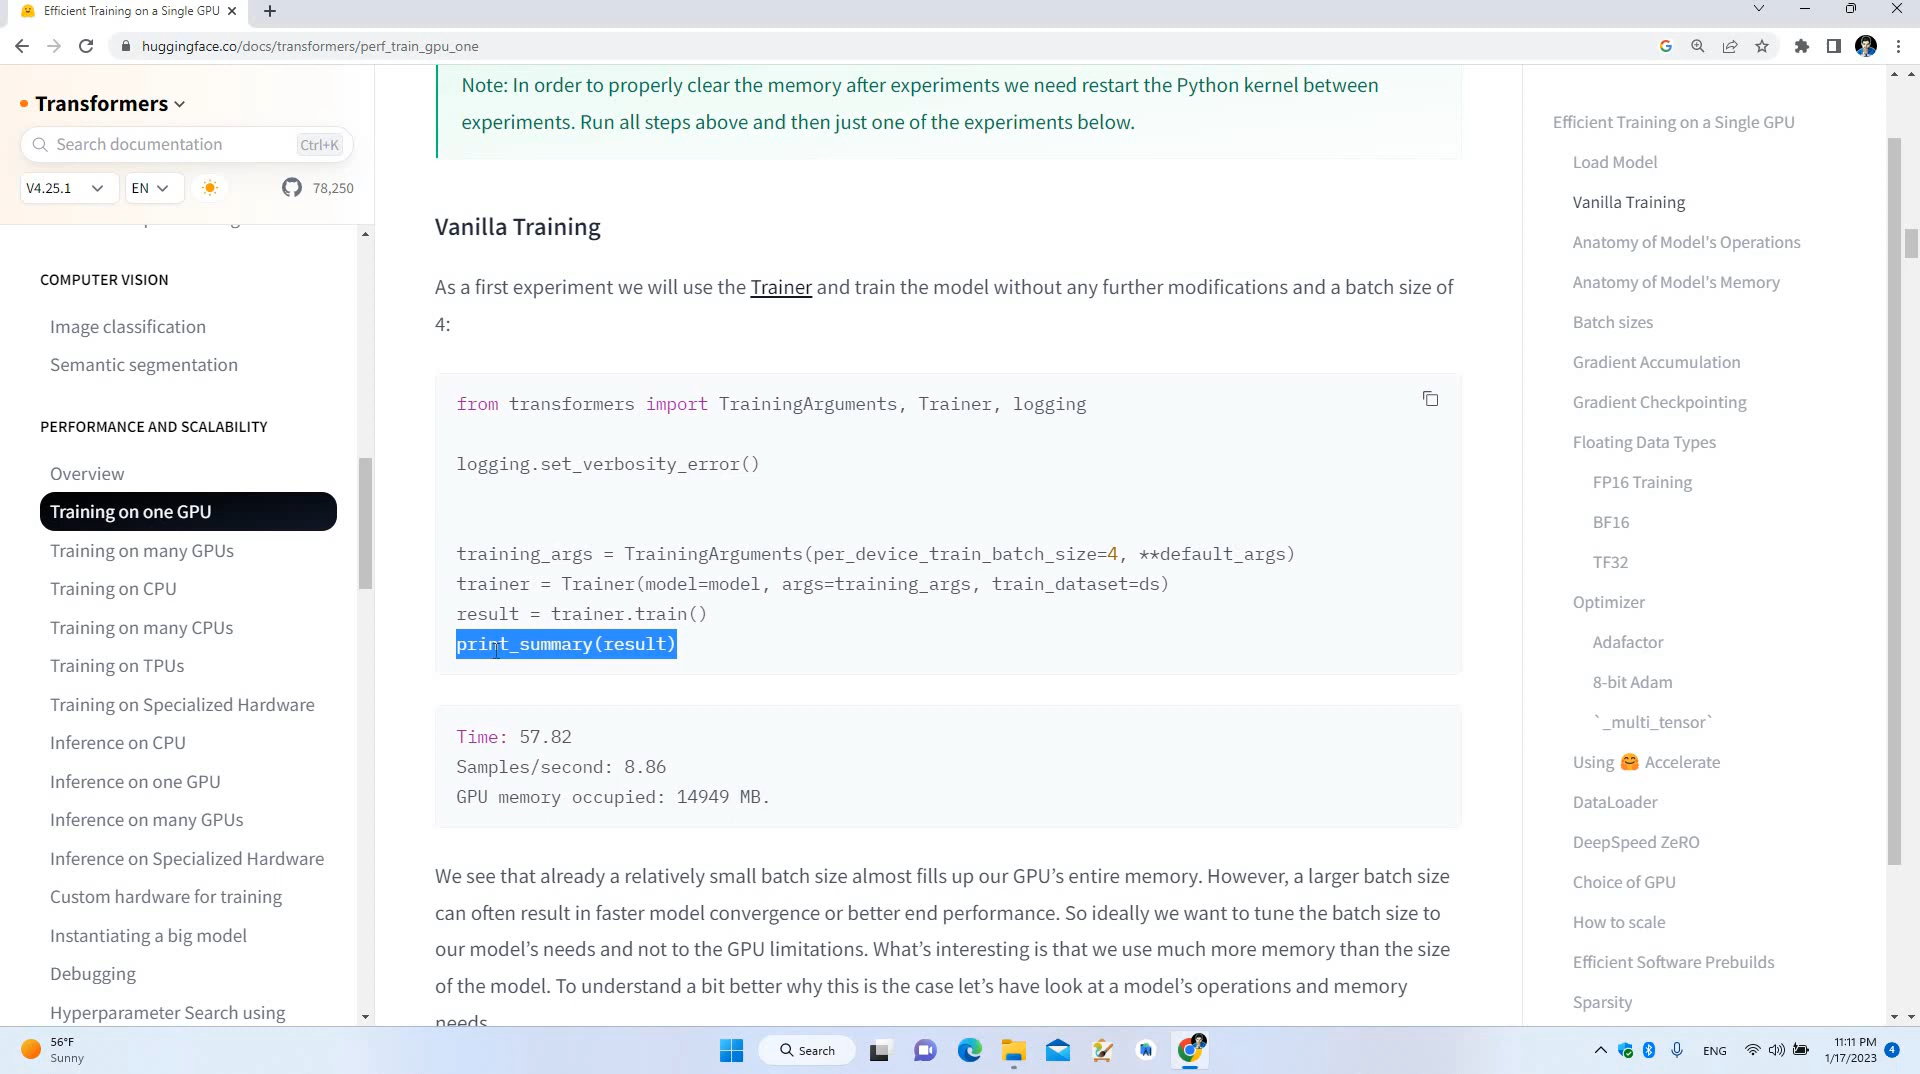 Efficient Training on a Single GPU
huggingface.co/docs/transformers/perf_train_gpu_one
Transformers
Search documentation
Ctrl+K
V4.25.1
EN
78,250
COMPUTER VISION
Image classification
Semantic segmentation
PERFORMANCE AND SCALABILITY
Overview
Training on one GPU
Training on many GPUs
Training on CPU
Training on many CPUs
Training on TPUs
Training on Specialized Hardware
Inference on CPU
Inference on one GPU
Inference on many GPUs
Inference on Specialized Hardware
Custom hardware for training
Instantiating a big model
Debugging
Hyperparameter Search using
Note: In order to properly clear the memory after experiments we need restart the Python kernel between
experiments. Run all steps above and then just one of the experiments below.
Vanilla Training
As a first experiment we will use the Trainer and train the model without any further modifications and a batch size of
4:
from transformers import TrainingArguments, Trainer, logging
logging.set_verbosity_error()
training_args = TrainingArguments(per_device_train_batch_size=4, **default_args)
trainer = Trainer(model=model, args=training_args, train_dataset=ds)
result = trainer.train()
print_summary(result)
Time: 57.82
Samples/second: 8.86
GPU memory occupied: 14949 MB.
We see that already a relatively small batch size almost fills up our GPU’s entire memory. However, a larger batch size
can often result in faster model convergence or better end performance. So ideally we want to tune the batch size to
our model’s needs and not to the GPU limitations. What’s interesting is that we use much more memory than the size
of the model. To understand a bit better why this is the case let’s have look at a model’s operations and memory
needs.
Efficient Training on a Single GPU
Load Model
Vanilla Training
Anatomy of Model's Operations
Anatomy of Model's Memory
Batch sizes
Gradient Accumulation
Gradient Checkpointing
Floating Data Types
FP16 Training
BF16
TF32
Optimizer
Adafactor
8-bit Adam
`_multi_tensor`
Using 🤗 Accelerate
DataLoader
DeepSpeed ZeRO
Choice of GPU
How to scale
Efficient Software Prebuilds
Sparsity
56°F
Sunny
Search
ENG
11:11 PM
1/17/2023
4